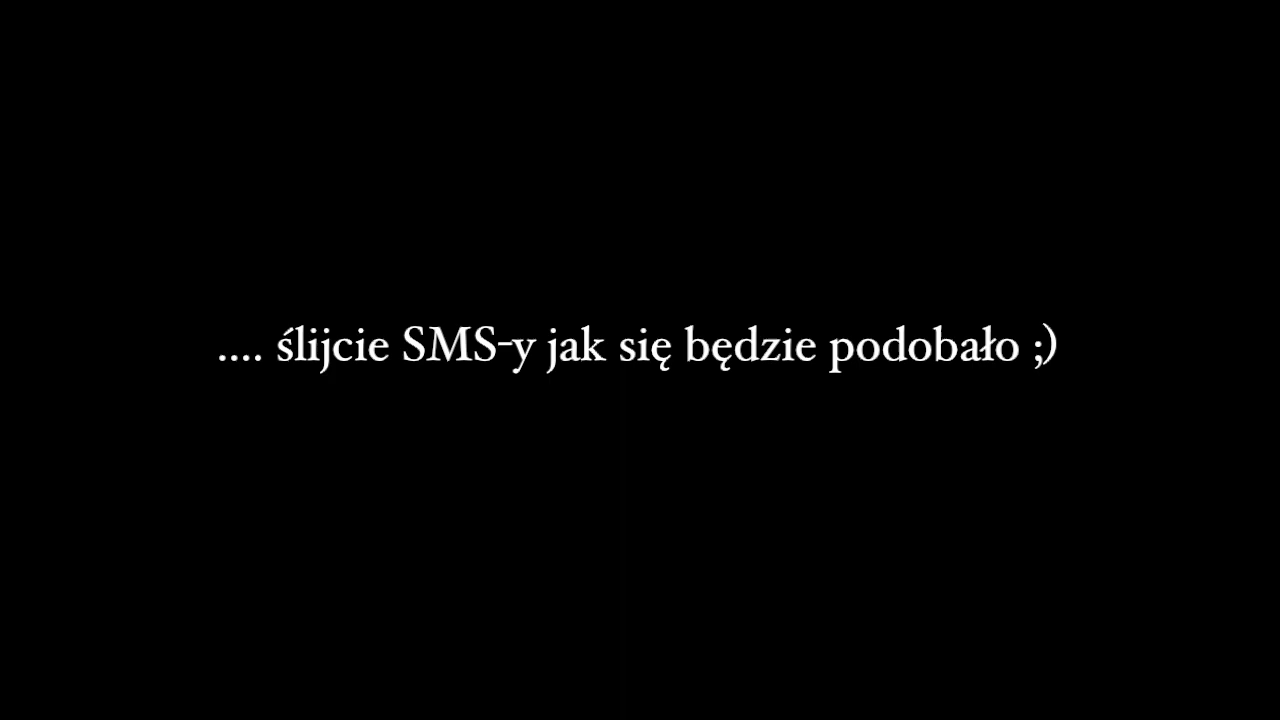 .... ślijcie SMS-y jak się będzie podobało ;)